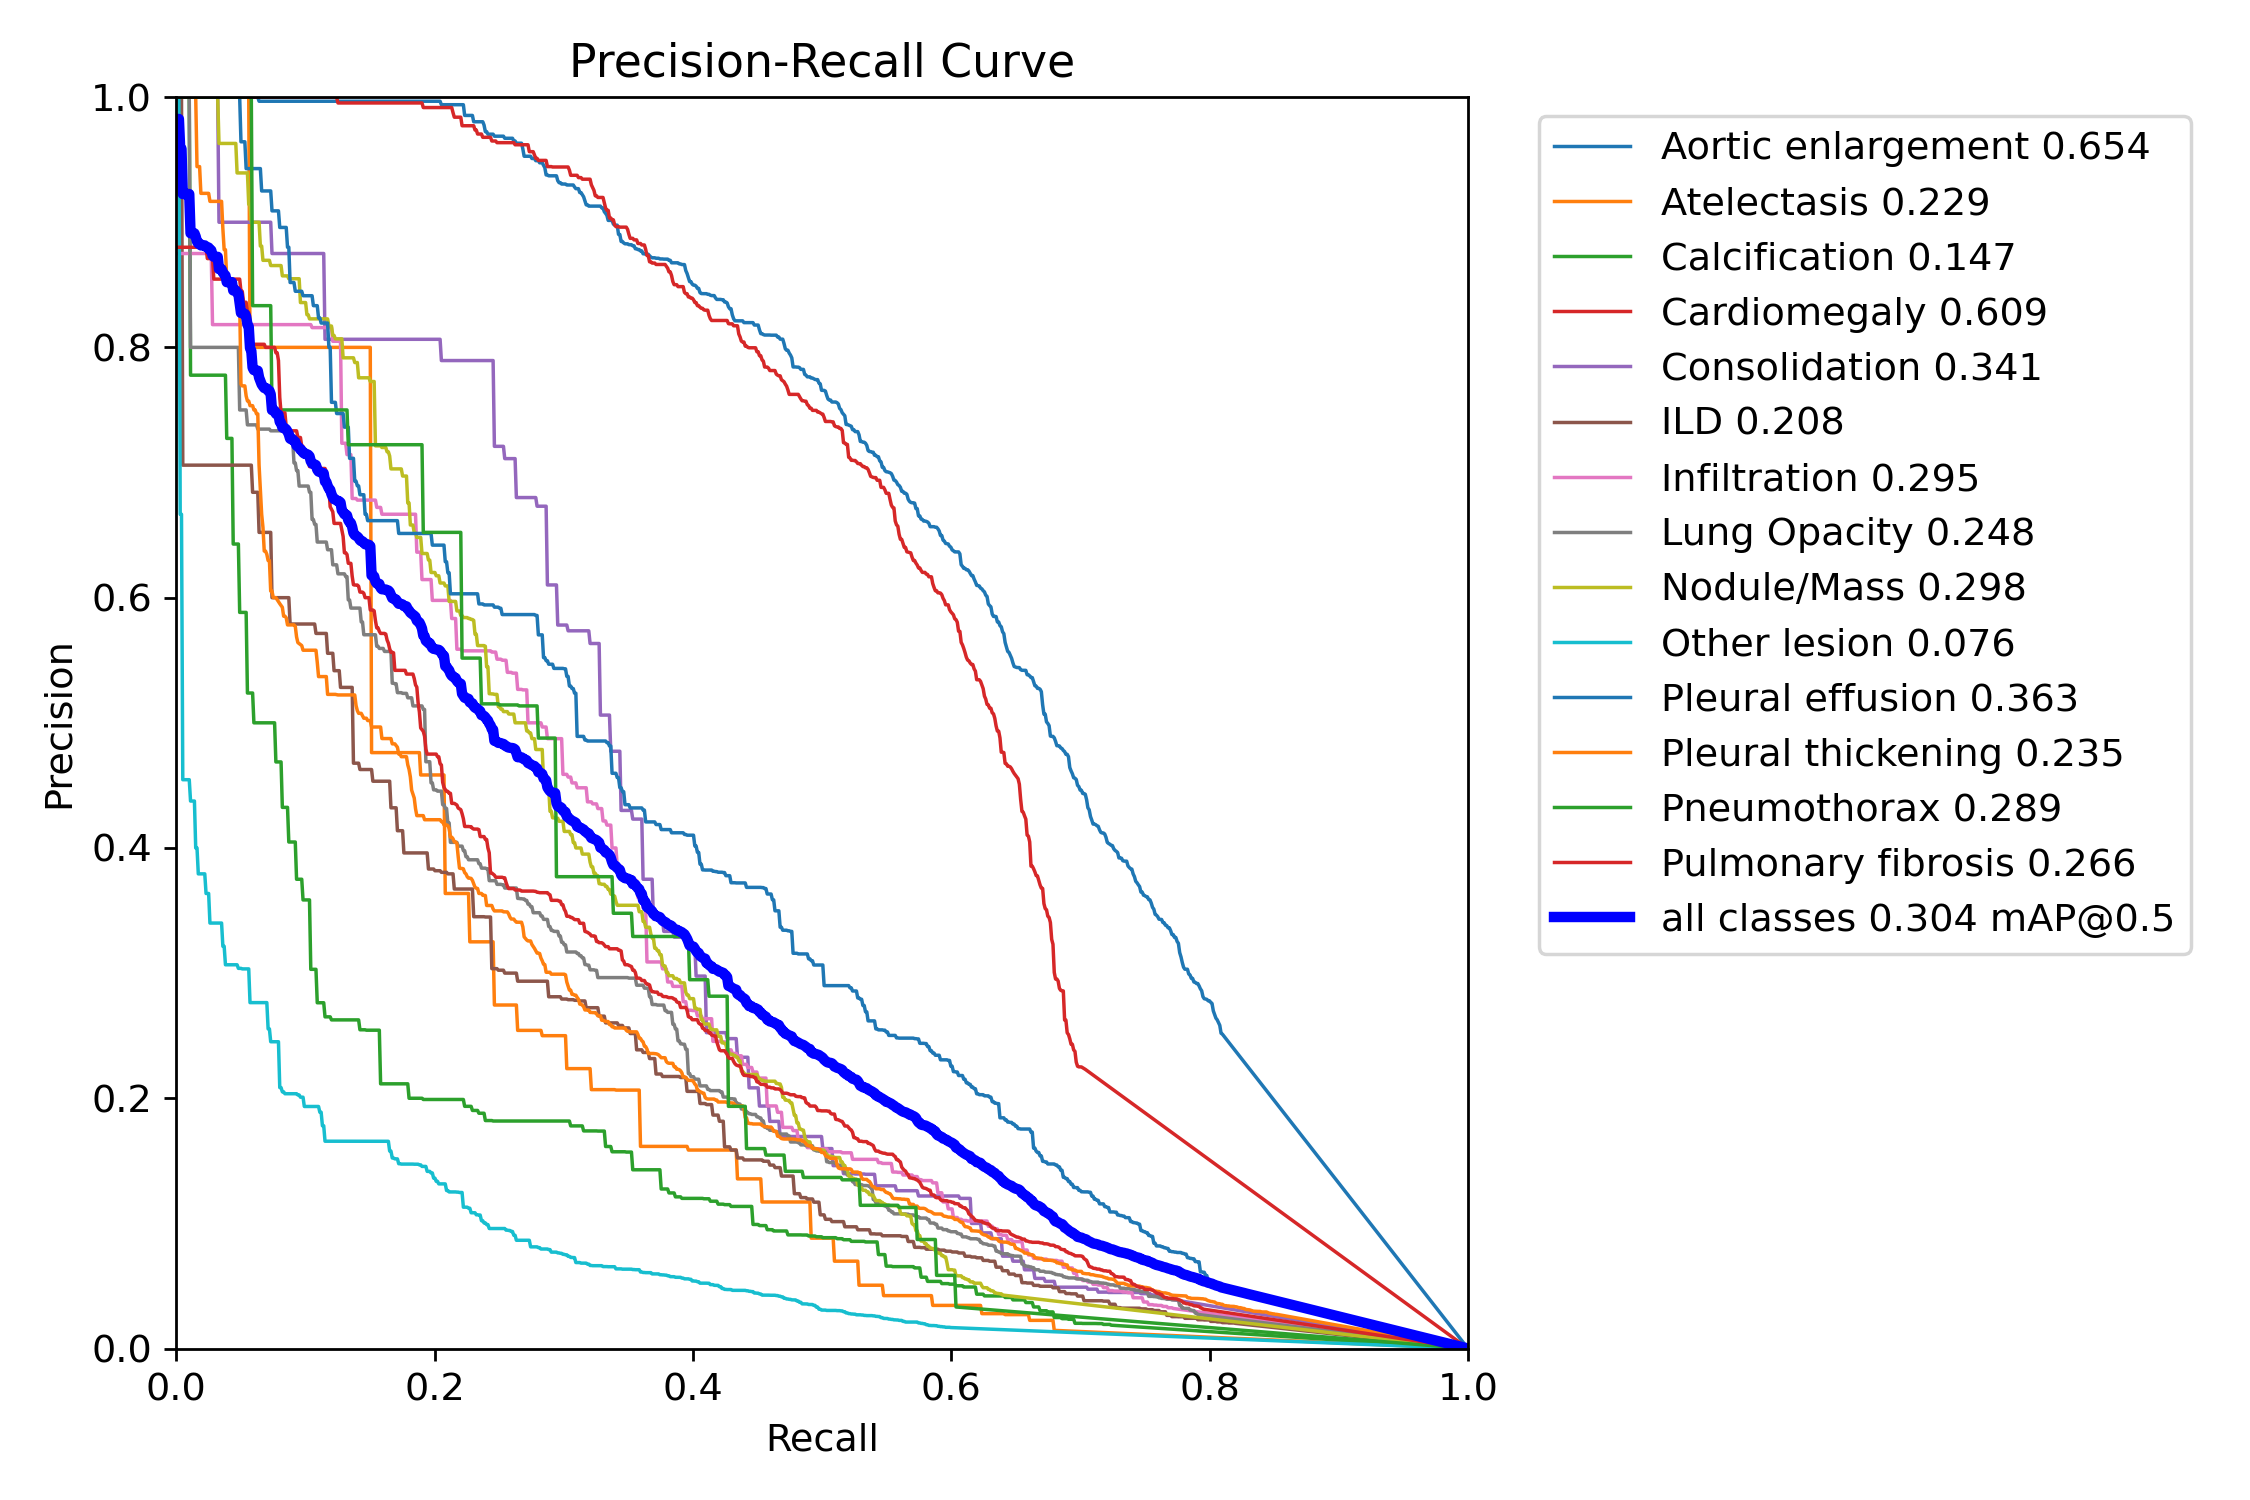 Precision-Recall Curve
1.0
0.8
0.6
0.4
0.2
0.0
Precision
0.0 0.2 0.4 0.6 0.8 1.0
Recall
Aortic enlargement 0.654
Atelectasis 0.229
Calcification 0.147
Cardiomegaly 0.609
Consolidation 0.341
ILD 0.208
Infiltration 0.295
Lung Opacity 0.248
Nodule/Mass 0.298
Other lesion 0.076
Pleural effusion 0.363
Pleural thickening 0.235
Pneumothorax 0.289
Pulmonary fibrosis 0.266
all classes 0.304 mAP@0.5